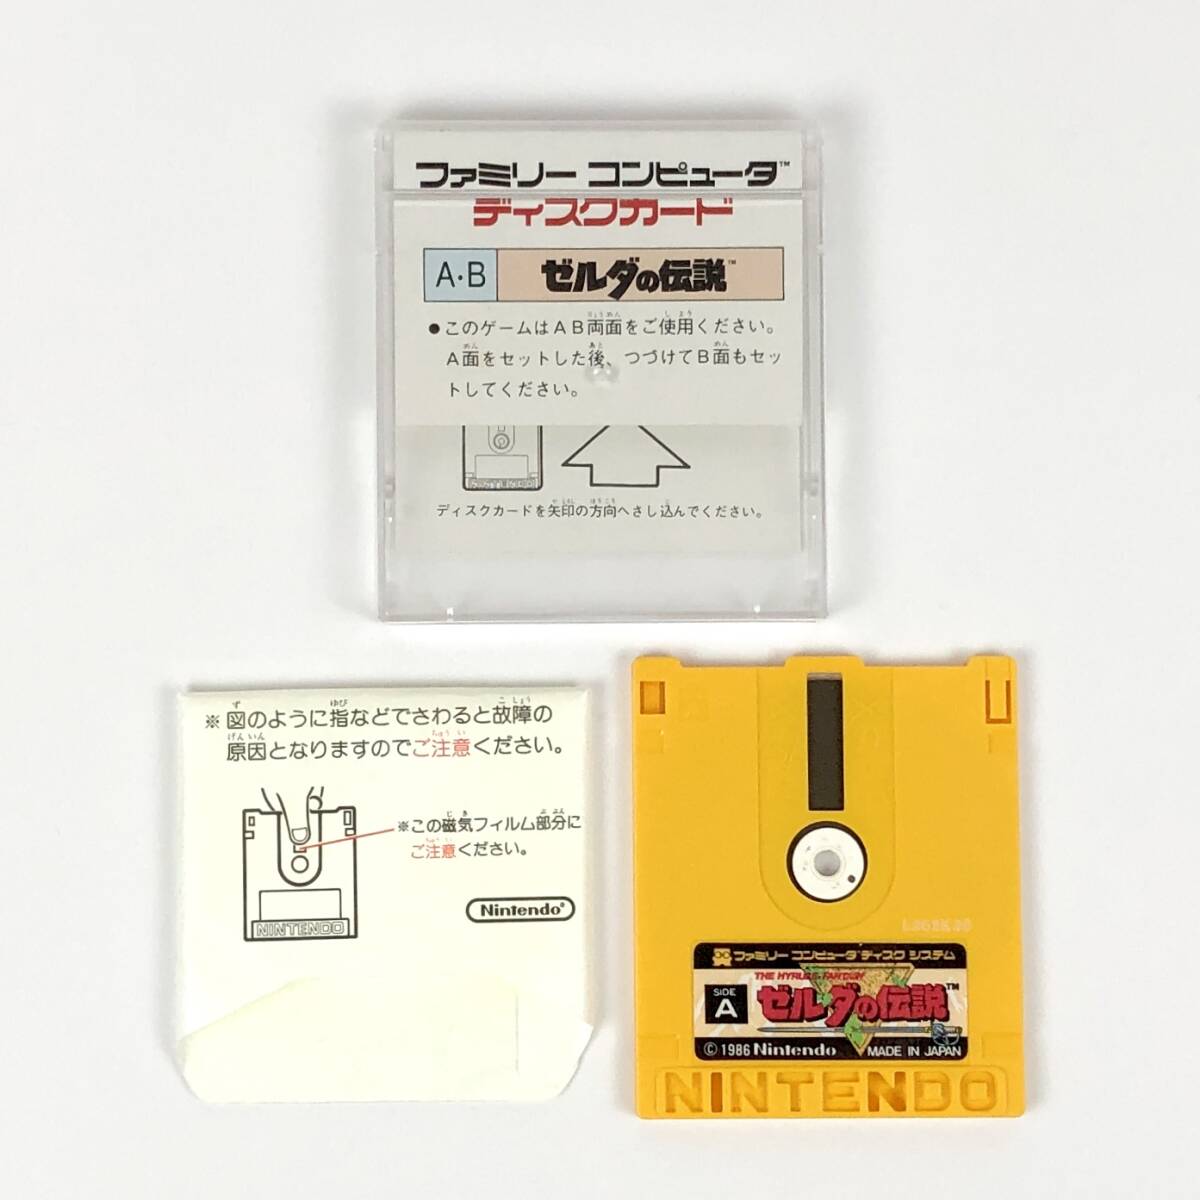 ファミリー コンピュータ™
ディスクカード
A・B ゼルダの伝説™
●このゲームはAB両面をご使用ください。
A面をセットした後、つづけてB面もセッ
トしてください。
ディスクカードを矢印の方向へさし込んでください。
※図のように指などでさわると故障の
原因となりますのでご注意ください。
※この磁気フィルム部分に
ご注意ください。
NINTENDO
Nintendo®
ファミリー コンピュータ ディスク システム
SIDE
A
ゼルダの伝説™
©1986 Nintendo MADE IN JAPAN
NINTENDO